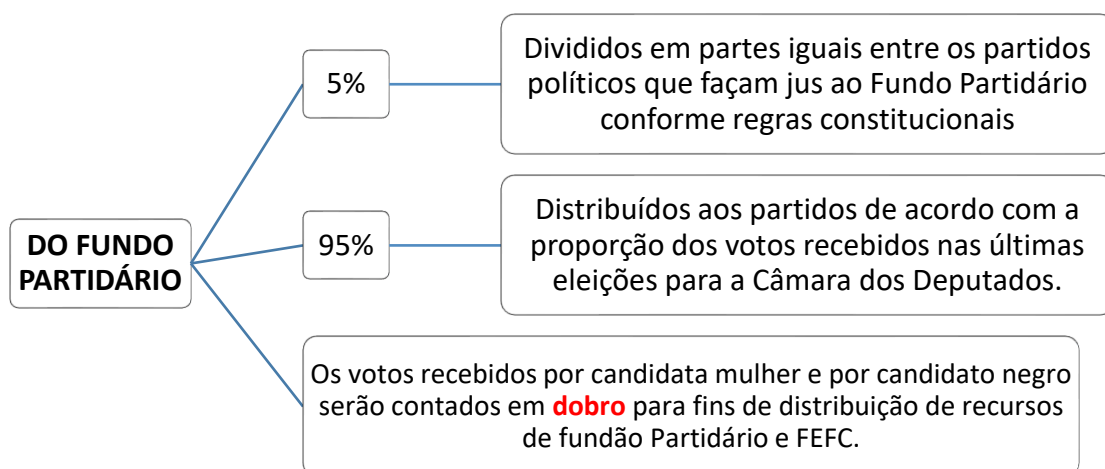 5%
Divididos em partes iguais entre os partidos
políticos que façam jus ao Fundo Partidário
conforme regras constitucionais
DO FUNDO
PARTIDÁRIO
95%
Distribuídos aos partidos de acordo com a
proporção dos votos recebidos nas últimas
eleições para a Câmara dos Deputados.
Os votos recebidos por candidata mulher e por candidato negro
serão contados em dobro para fins de distribuição de recursos
de fundão Partidário e FEFC.